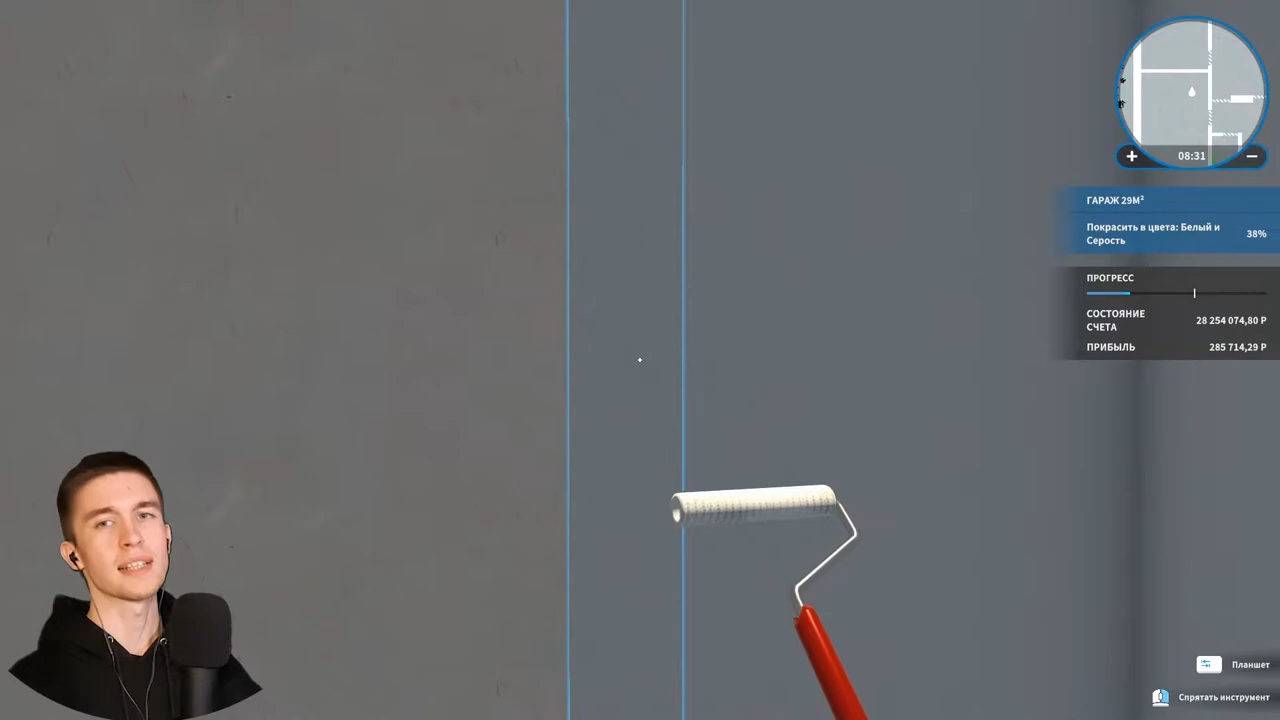 08:31
ГАРАЖ 29М²
Покрасить в цвета: Белый и
Серость
38%
ПРОГРЕСС
СОСТОЯНИЕ
СЧЕТА
28 254 074,80 Р
ПРИБЫЛЬ
285 714,29 Р
Планшет
Спрятать инструмент